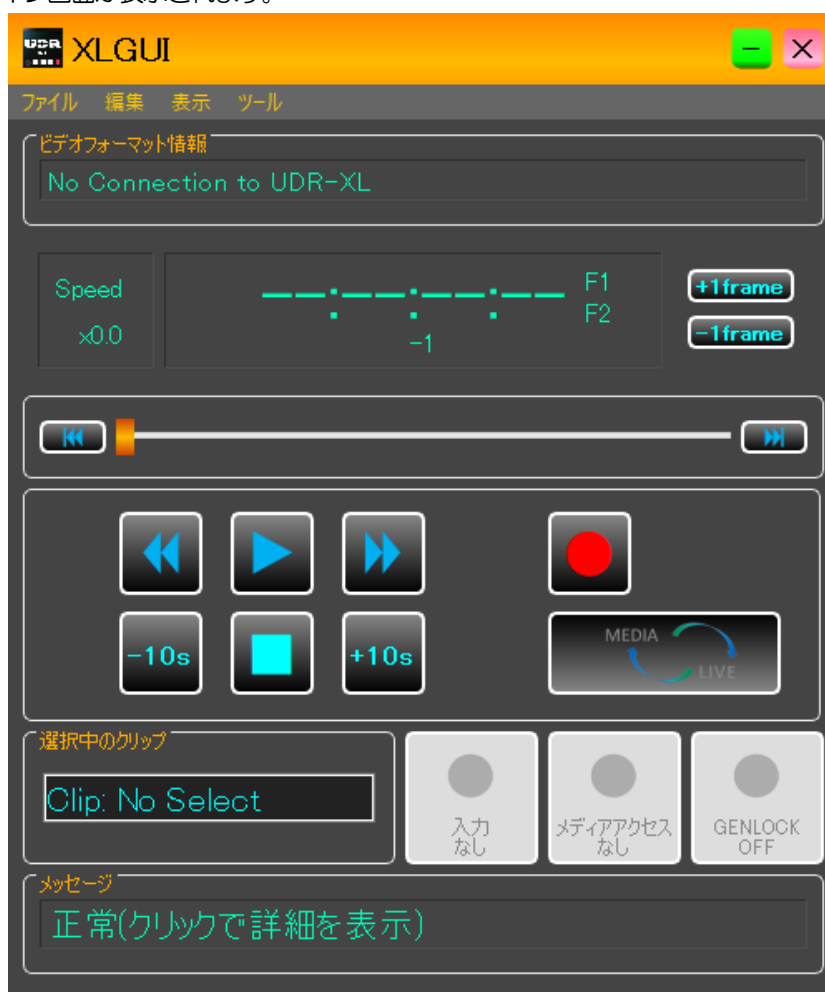 イン画面が表示されます。
UDR
XLGUI
ファイル 編集 表示 ツール
ビデオフォーマット情報
No Connection to UDR-XL
Speed
x0.0
--:--:--:--
-1
F1
F2
+1frame
-1frame
-10s
+10s
MEDIA
LIVE
選択中のクリップ
Clip: No Select
入力
なし
メディアアクセス
なし
GENLOCK
OFF
メッセージ
正常(クリックで詳細を表示)